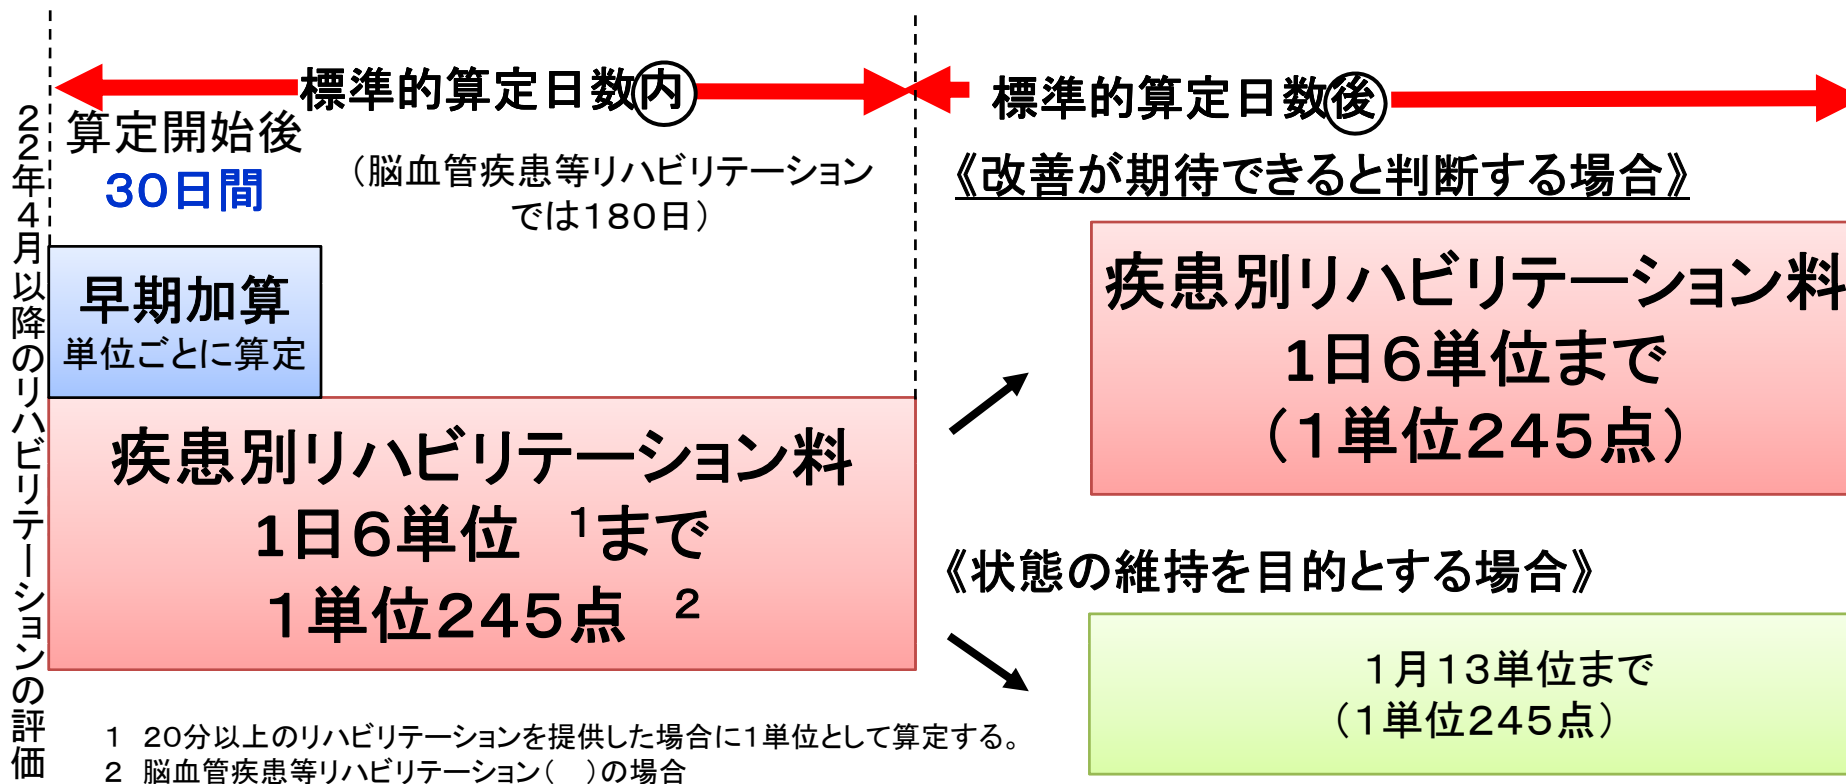 22年4月以降のリハビリテーションの評価
標準的算定日数内
算定開始後
30日間
(脳血管疾患等リハビリテーション
では180日)
早期加算
単位ごとに算定
疾患別リハビリテーション料
1日6単位 1まで
1単位245点 2
標準的算定日数後
《改善が期待できると判断する場合》
疾患別リハビリテーション料
1日6単位まで
(1単位245点)
《状態の維持を目的とする場合》
1月13単位まで
(1単位245点)
1 20分以上のリハビリテーションを提供した場合に1単位として算定する。
2 脳血管疾患等リハビリテーション( )の場合